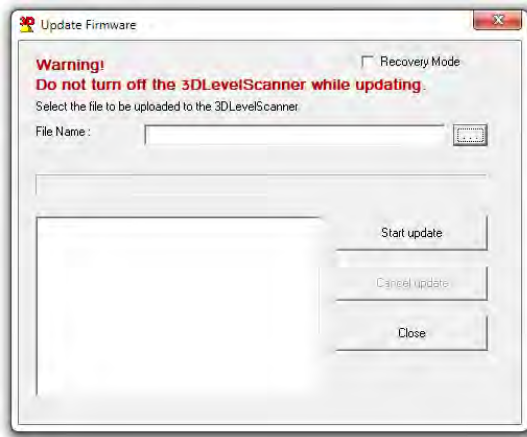 Update Firmware
Warning!
Recovery Mode
Do not turn off the 3DLevelScanner while updating.
Select the file to be uploaded to the 3DLevelScanner
File Name :
...
Start update
Cancel update
Close